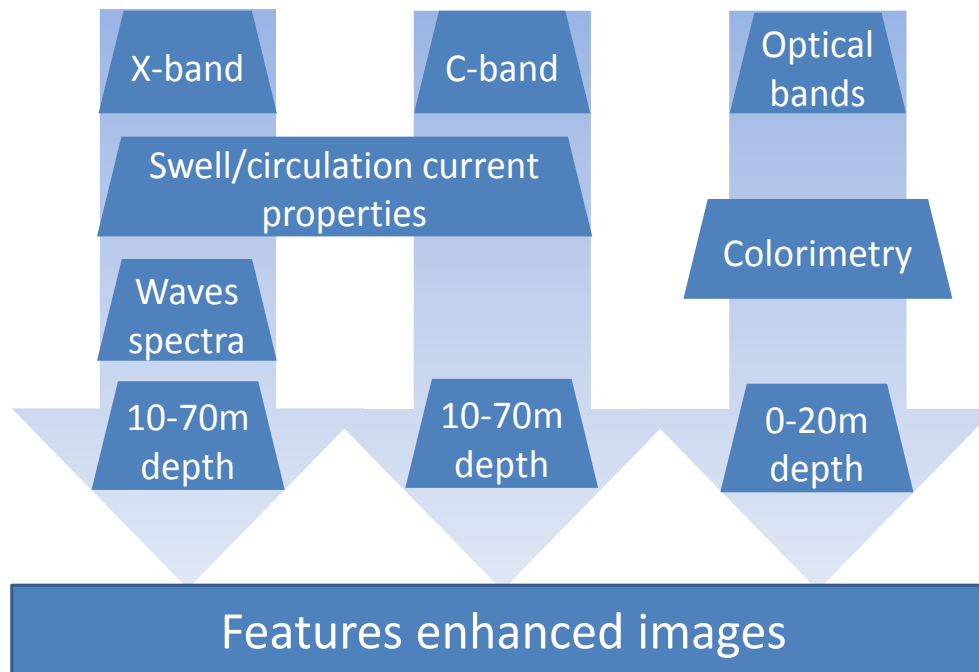 X-band
C-band
Optical
bands
Swell/circulation current
properties
Colorimetry
Waves
spectra
10-70m
depth
10-70m
depth
0-20m
depth
Features enhanced images